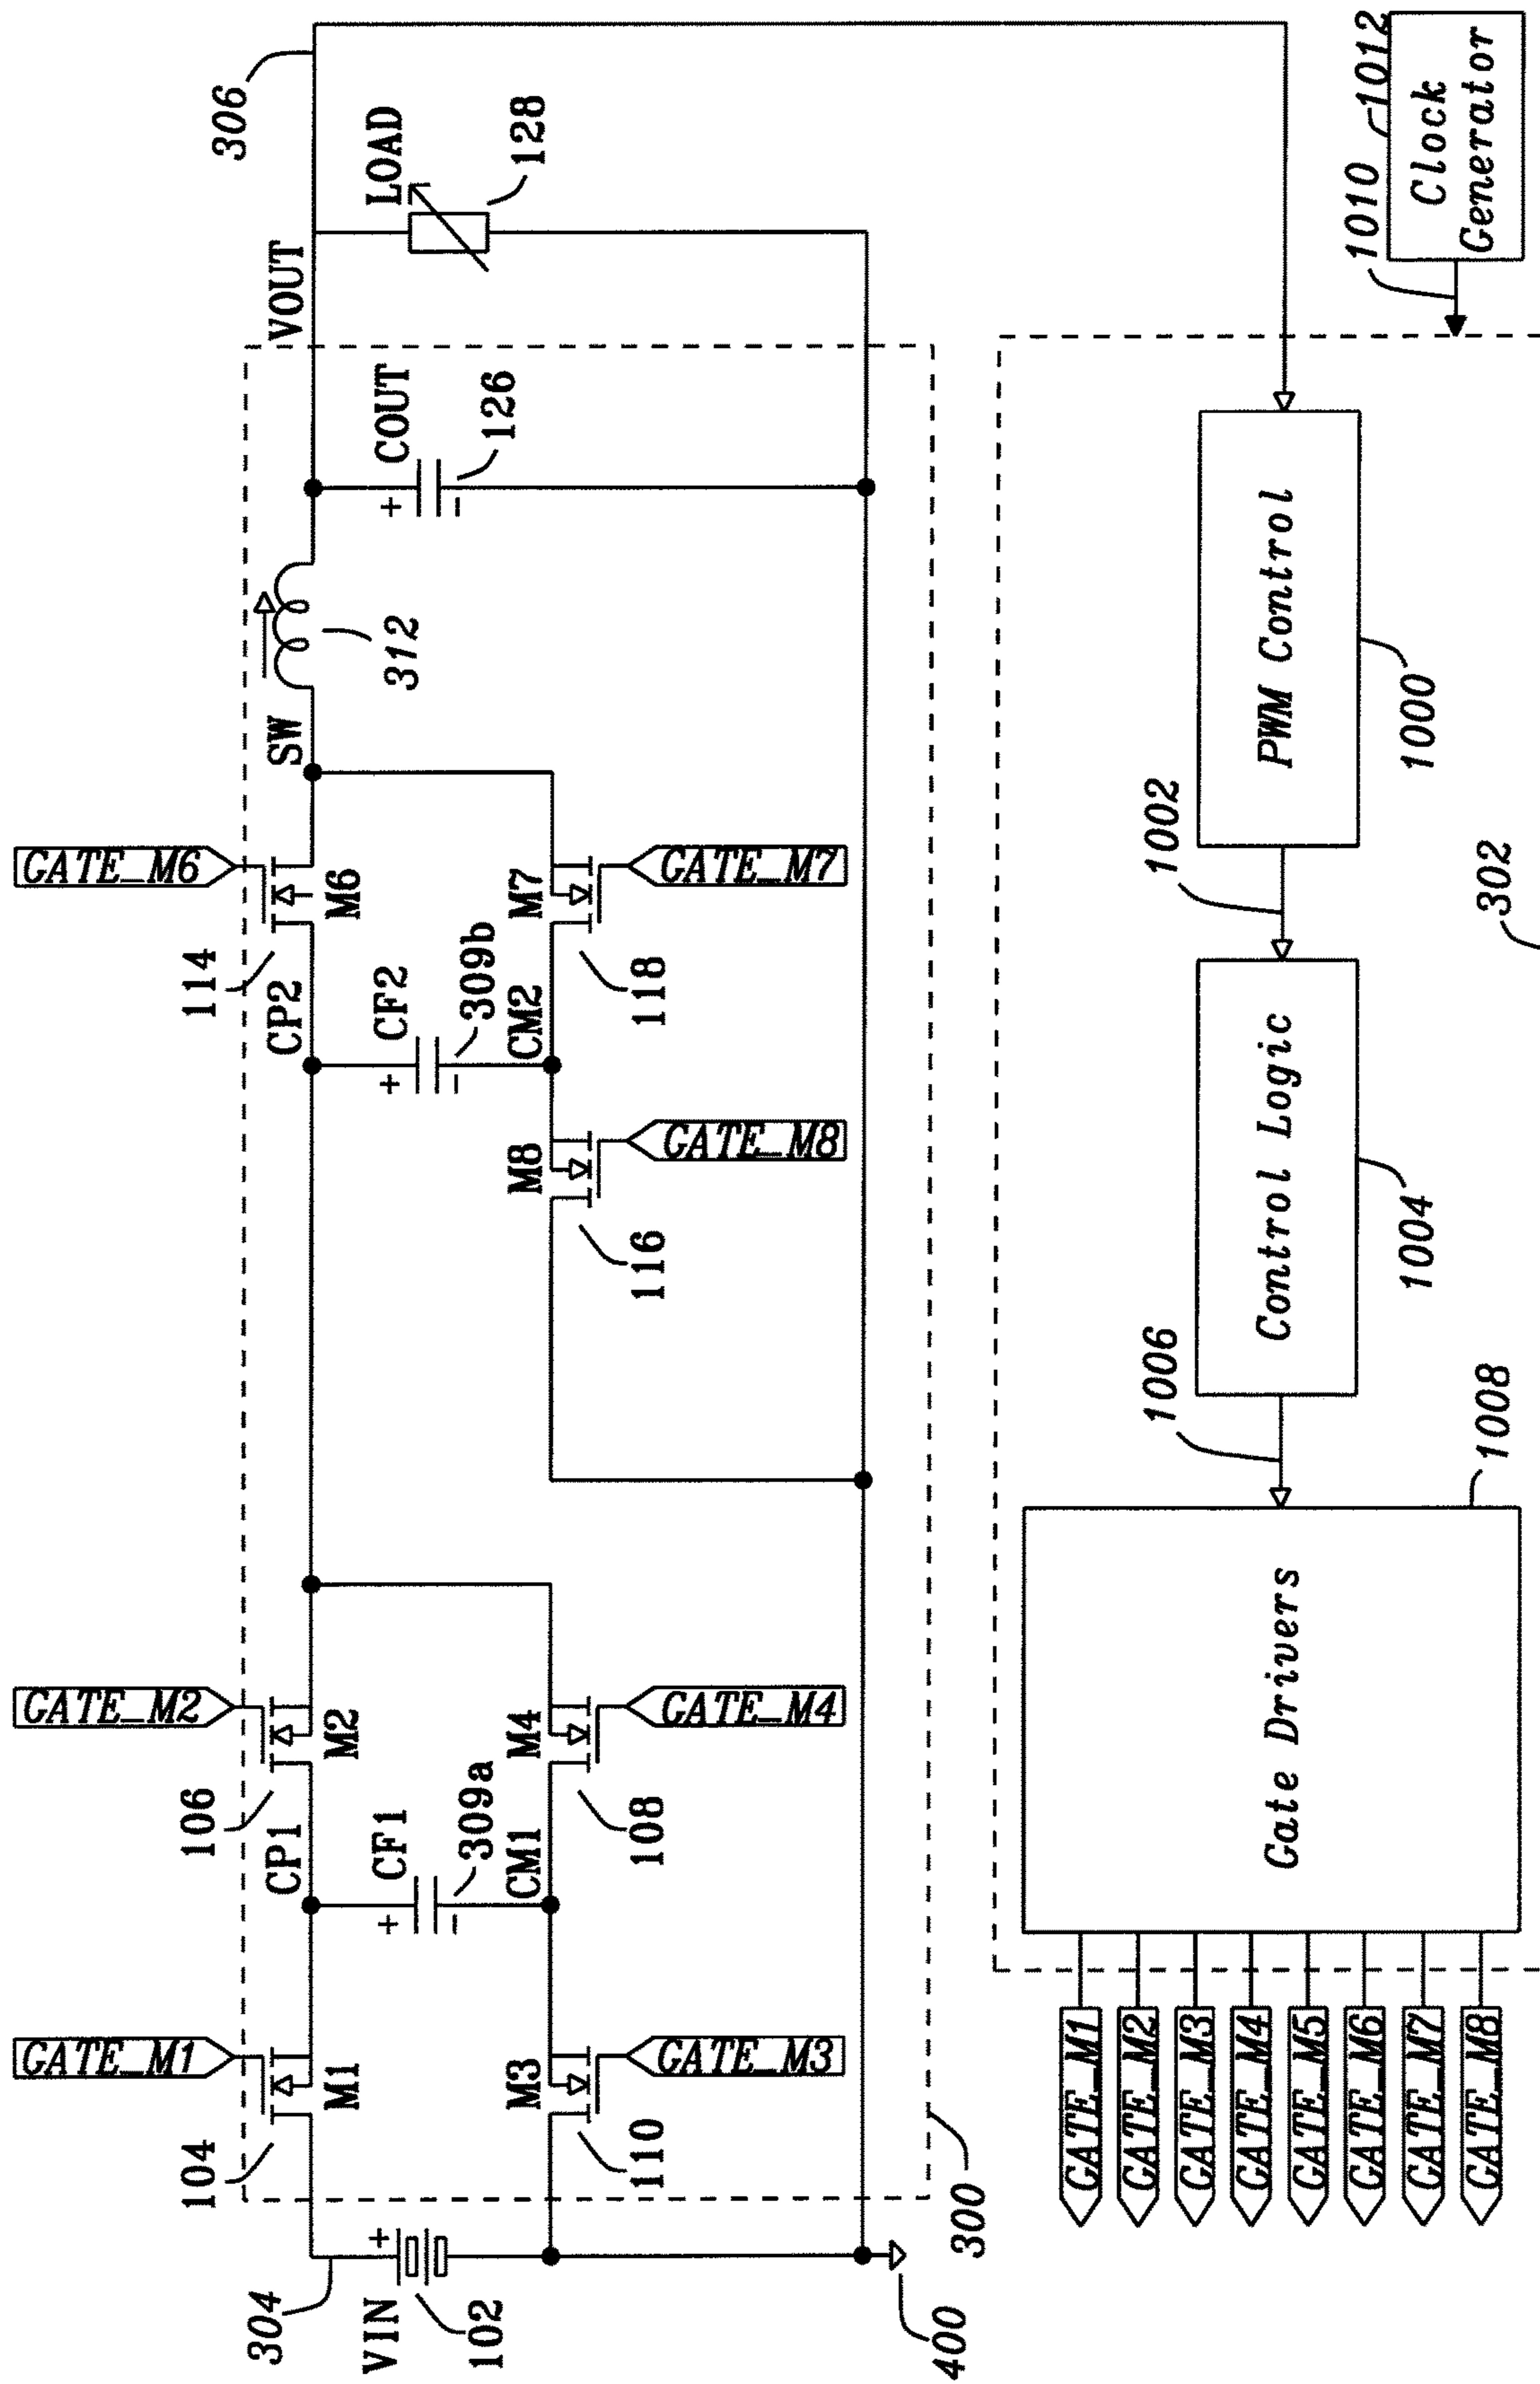 GATE_M1
GATE_M2
GATE_M6
304
104
106
114
306
VIN
102
M1
CP1
M2
CP2
M6
SW
VOUT
CF1
309a
CF2
309b
312
COUT
126
LOAD
128
M3
CM1
M4
M8
CM2
M7
110
108
116
118
GATE_M3
GATE_M4
GATE_M8
GATE_M7
400
300
GATE_M1
GATE_M2
GATE_M3
GATE_M4
GATE_M5
GATE_M6
GATE_M7
GATE_M8
Gate Drivers
1008
1006
Control Logic
1004
1002
PWM Control
1000
302
1010
1012
Clock
Generator